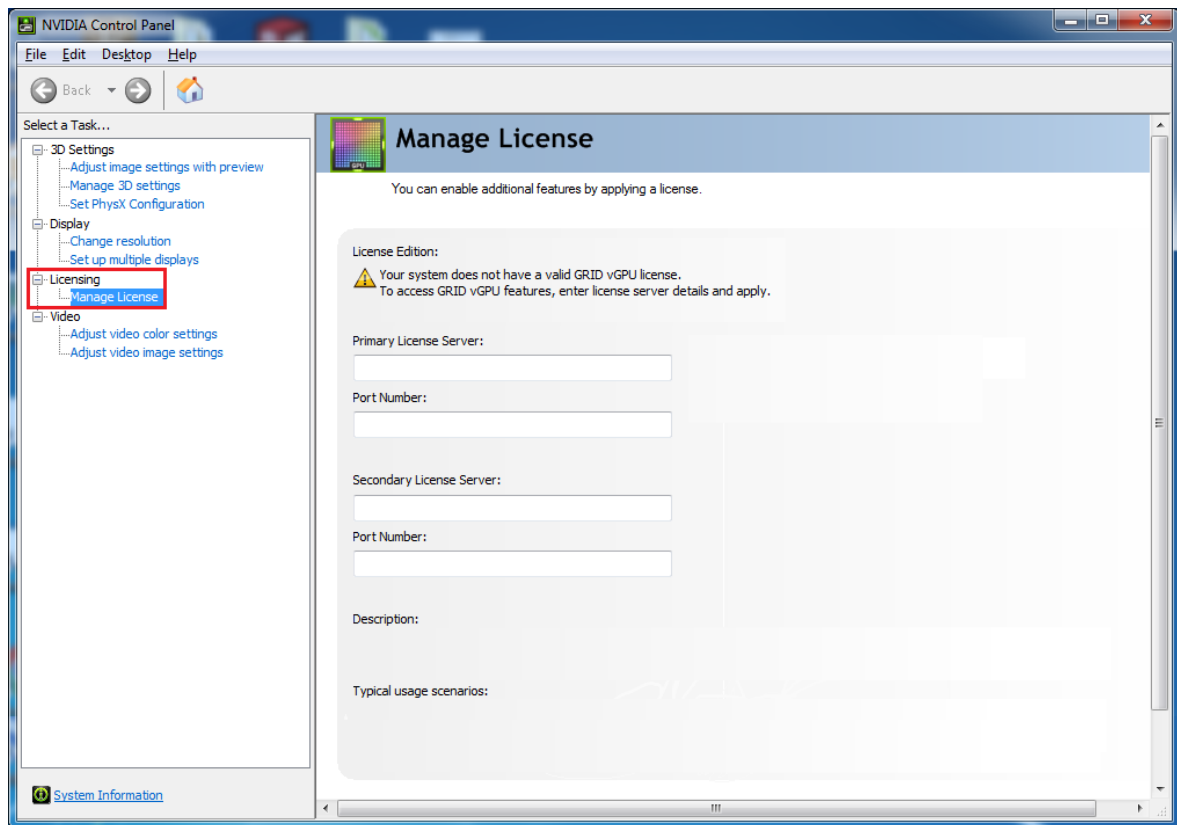 NVIDIA Control Panel
File Edit Desktop Help
Back
Select a Task...
3D Settings
Adjust image settings with preview
Manage 3D settings
Set PhysX Configuration
Display
Change resolution
Set up multiple displays
Licensing
Manage License
Video
Adjust video color settings
Adjust video image settings
System Information
GPU
Manage License
You can enable additional features by applying a license.
License Edition:
Your system does not have a valid GRID vGPU license.
To access GRID vGPU features, enter license server details and apply.
Primary License Server:
Port Number:
Secondary License Server:
Port Number:
Description:
Typical usage scenarios: